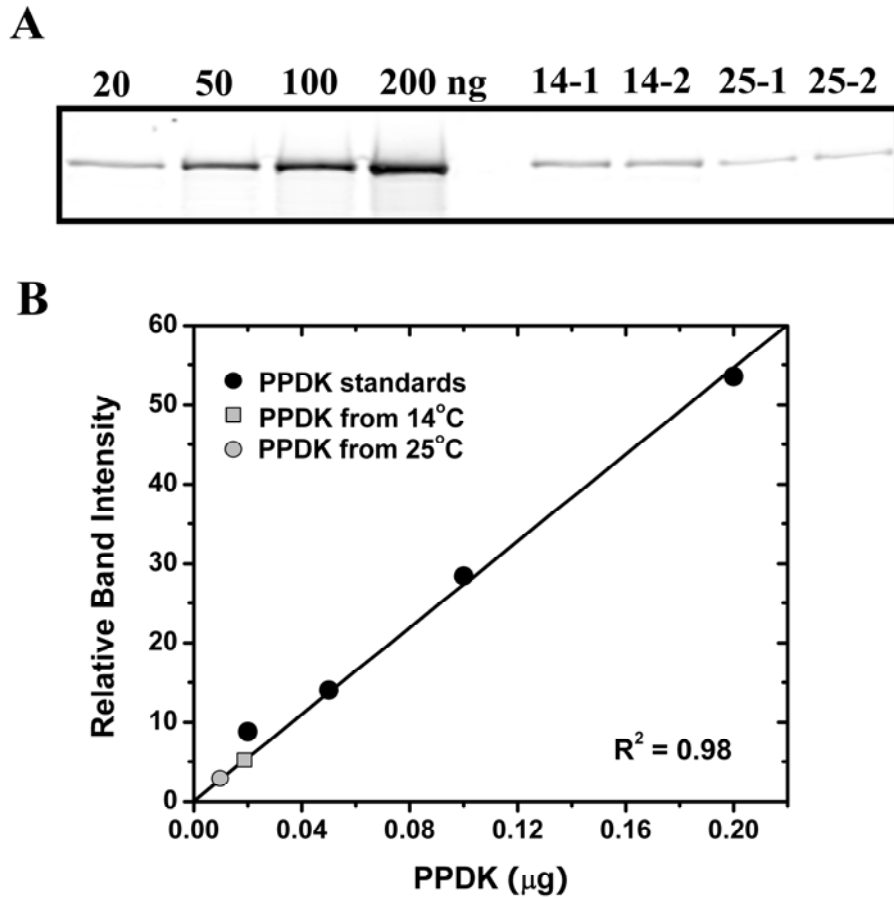 A
20 50 100 200 ng 14-1 14-2 25-1 25-2
B
60
50
40
30
20
10
0
Relative Band Intensity
PPDK standards
PPDK from 14°C
PPDK from 25°C
R² = 0.98
0.00 0.04 0.08 0.12 0.16 0.20
PPDK (μg)